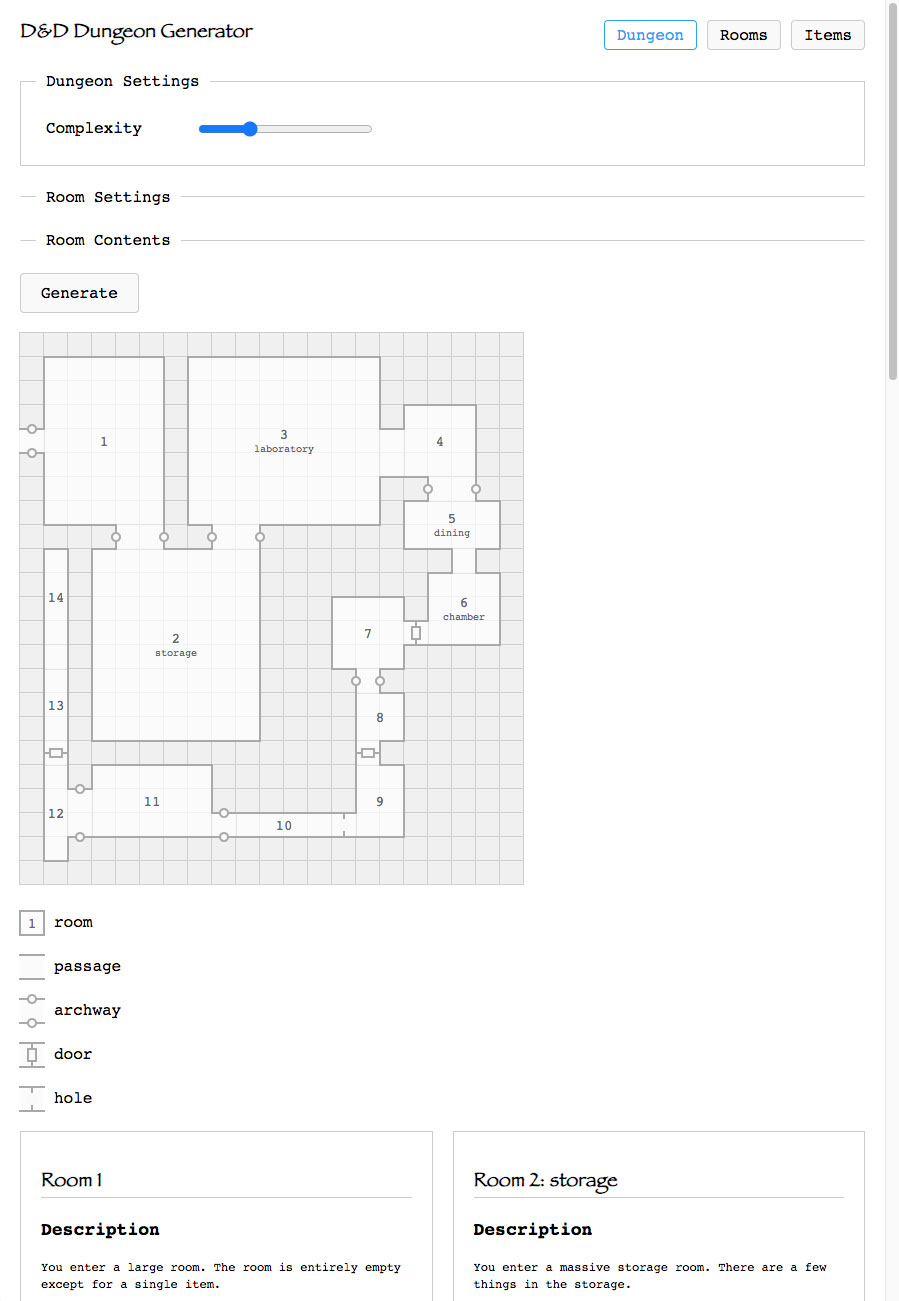 D&D Dungeon Generator
Dungeon Rooms Items
Dungeon Settings
Complexity
Room Settings
Room Contents
Generate
1
3
laboratory
4
5
dining
14
6
chamber
7
2
storage
13
8
12
11
9
10
1 room
passage
archway
door
hole
Room 1
Description
You enter a large room. The room is entirely empty
except for a single item.
Room 2: storage
Description
You enter a massive storage room. There are a few
things in the storage.